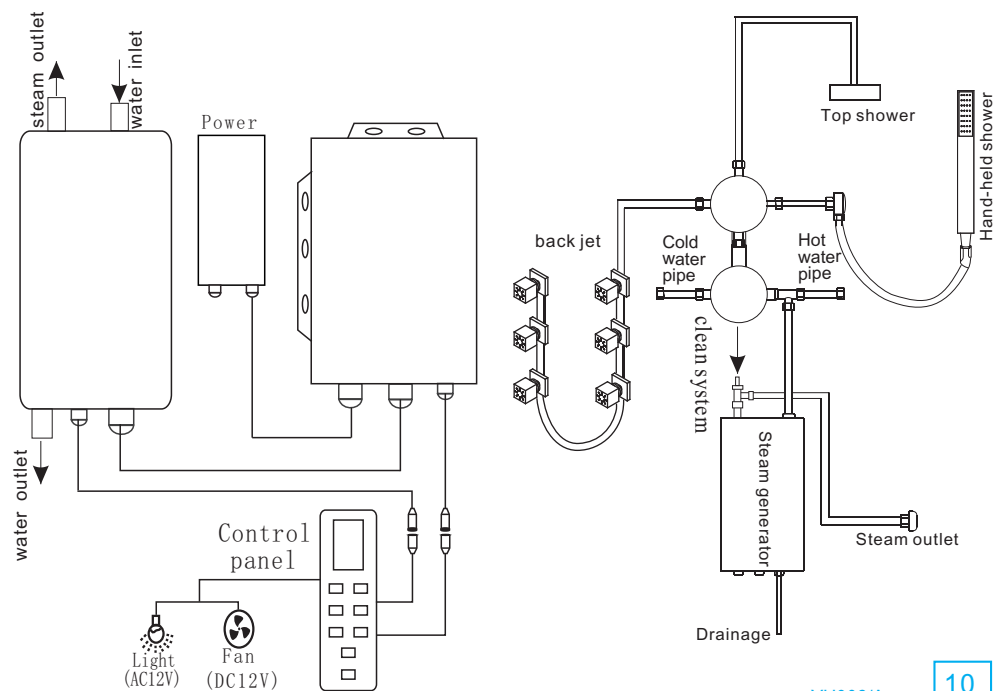 steam outlet
water inlet
Power
water outlet
Control
panel
Light
(AC12V)
Fan
(DC12V)
Top shower
Hand-held shower
back jet
Cold
water
pipe
Hot
water
pipe
clean system
Steam generator
Steam outlet
Drainage
10